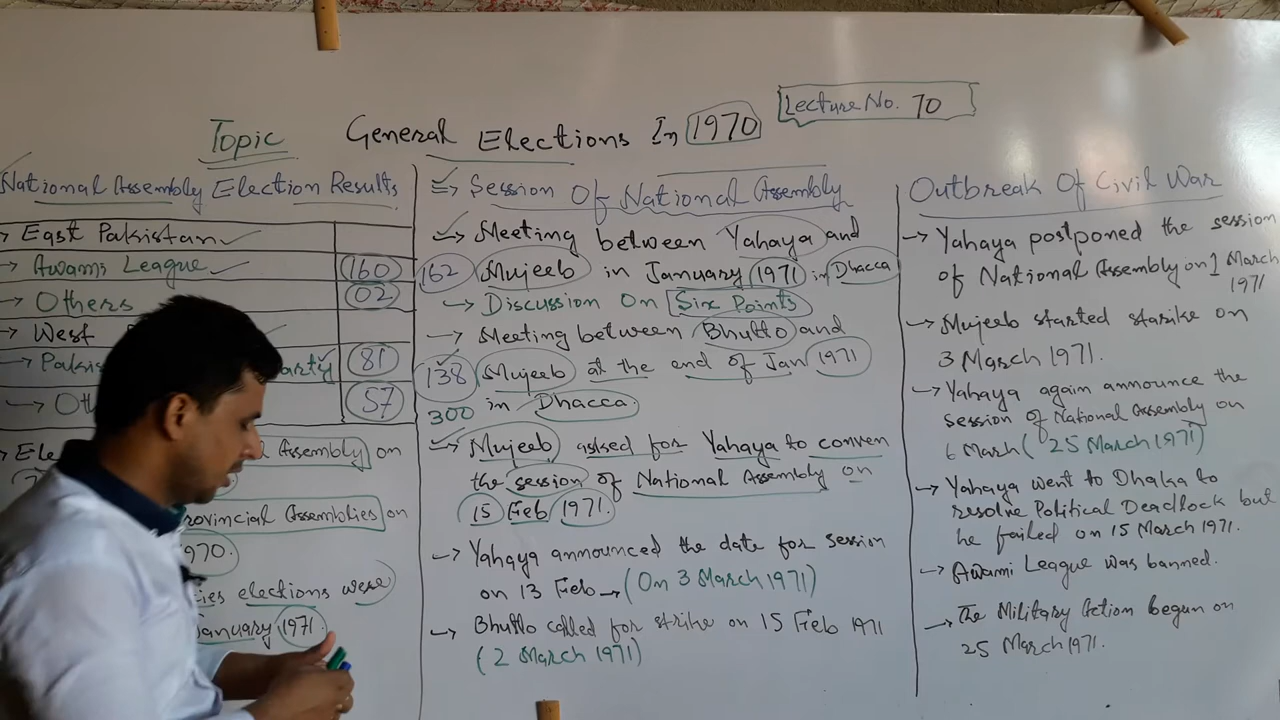 Lecture No. 70
Topic General Elections In 1970
National Assembly Election Results
→ East Pakistan
→ Awami League 160
→ Others 02
→ West
→ 81
→ 57
Assembly on
Provincial Assemblies on
1970.
elections were
January 1971
⇒ Session Of National Assembly
→ Meeting between Yahaya and
162 Mujeeb in January 1971 in Dhacca
→ Discussion On Six Points
→ Meeting between Bhutto and
138 Mujeeb at the end of Jan 1971
300 in Dhacca.
→ Mujeeb asked for Yahaya to conven
the session of National Assembly on
15 Feb 1971.
→ Yahaya announced the date for session
on 13 Feb → (On 3 March 1971)
→ Bhutto called for strike on 15 Feb 1971
(2 March 1971)
Outbreak Of Civil War
→ Yahaya postponed the session
of National Assembly on 1 March
1971
→ Mujeeb started starike on
3 March 1971.
→ Yahaya again announce the
session of National Assembly on
6 Marh (25 March 1971)
→ Yahaya went to Dhaka to
resolve Political Deadlock but
he failed on 15 March 1971.
→ Awami League was banned.
→ The Military Action begun on
25 March 1971.